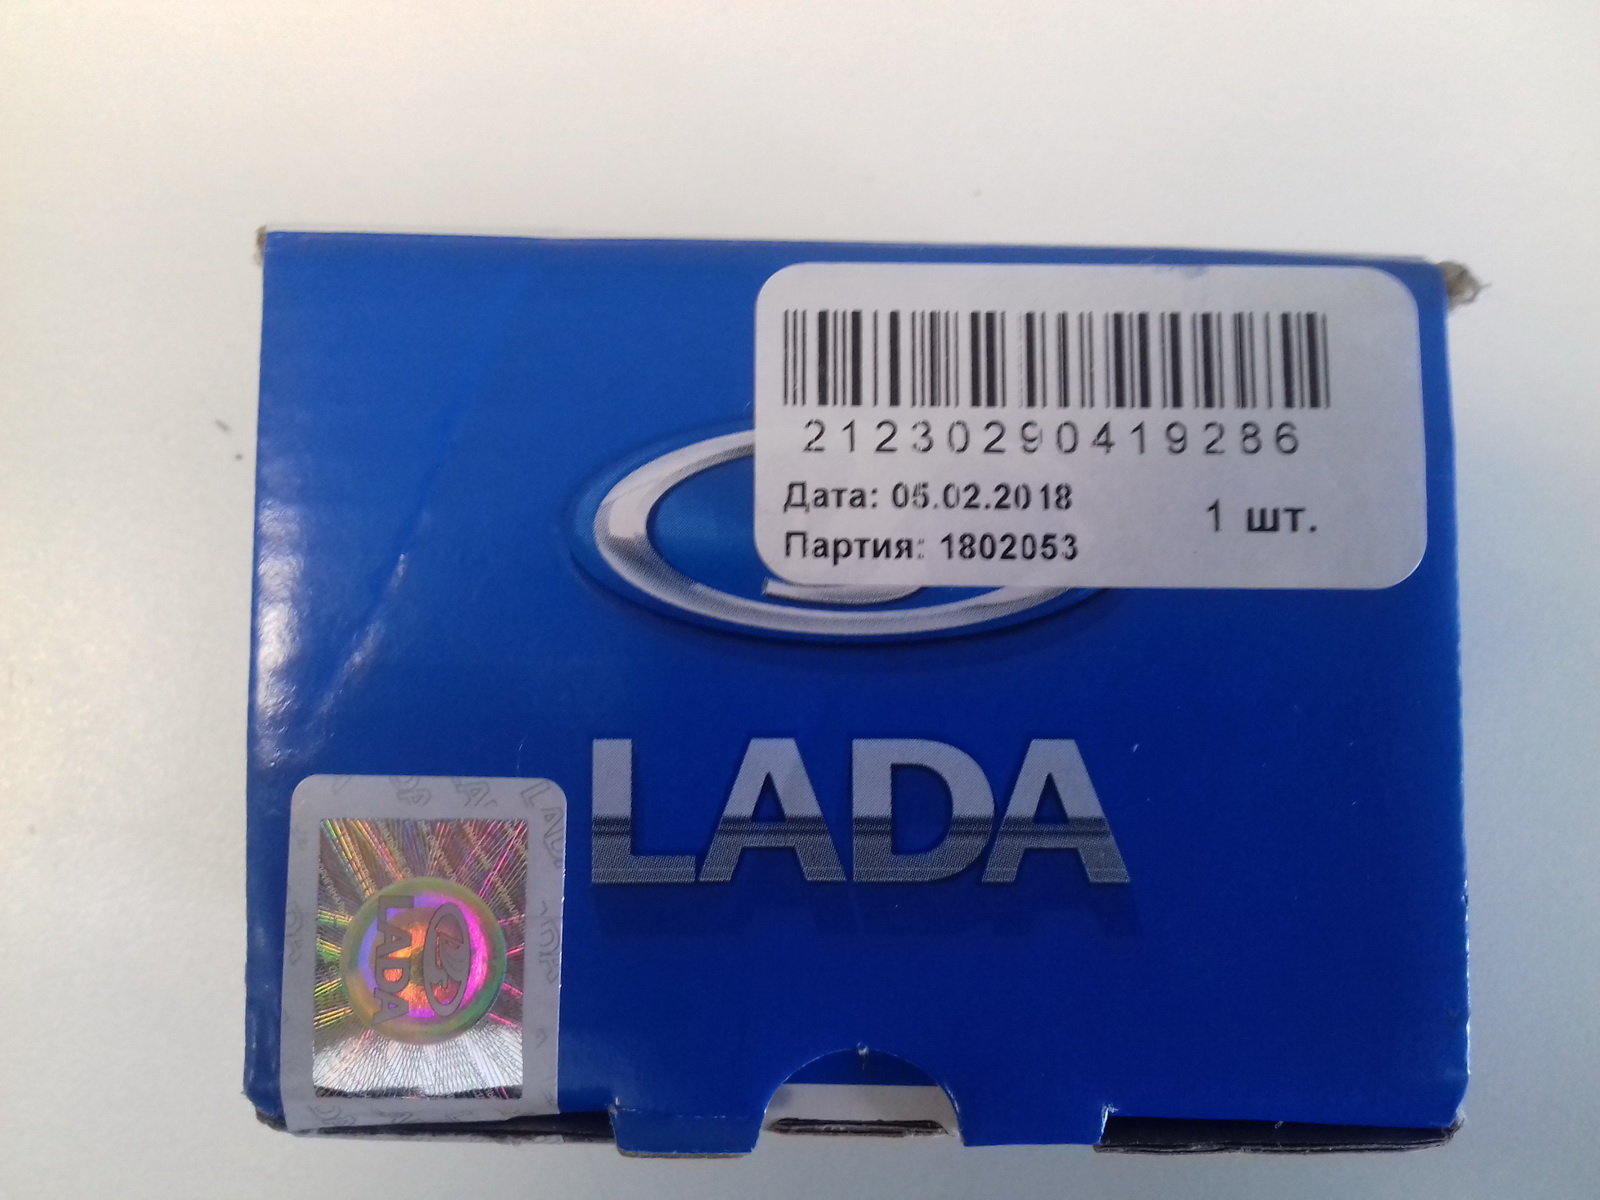 21230290419286
Дата: 05.02.2018
1 шт.
Партия: 1802053
LADA
LADA